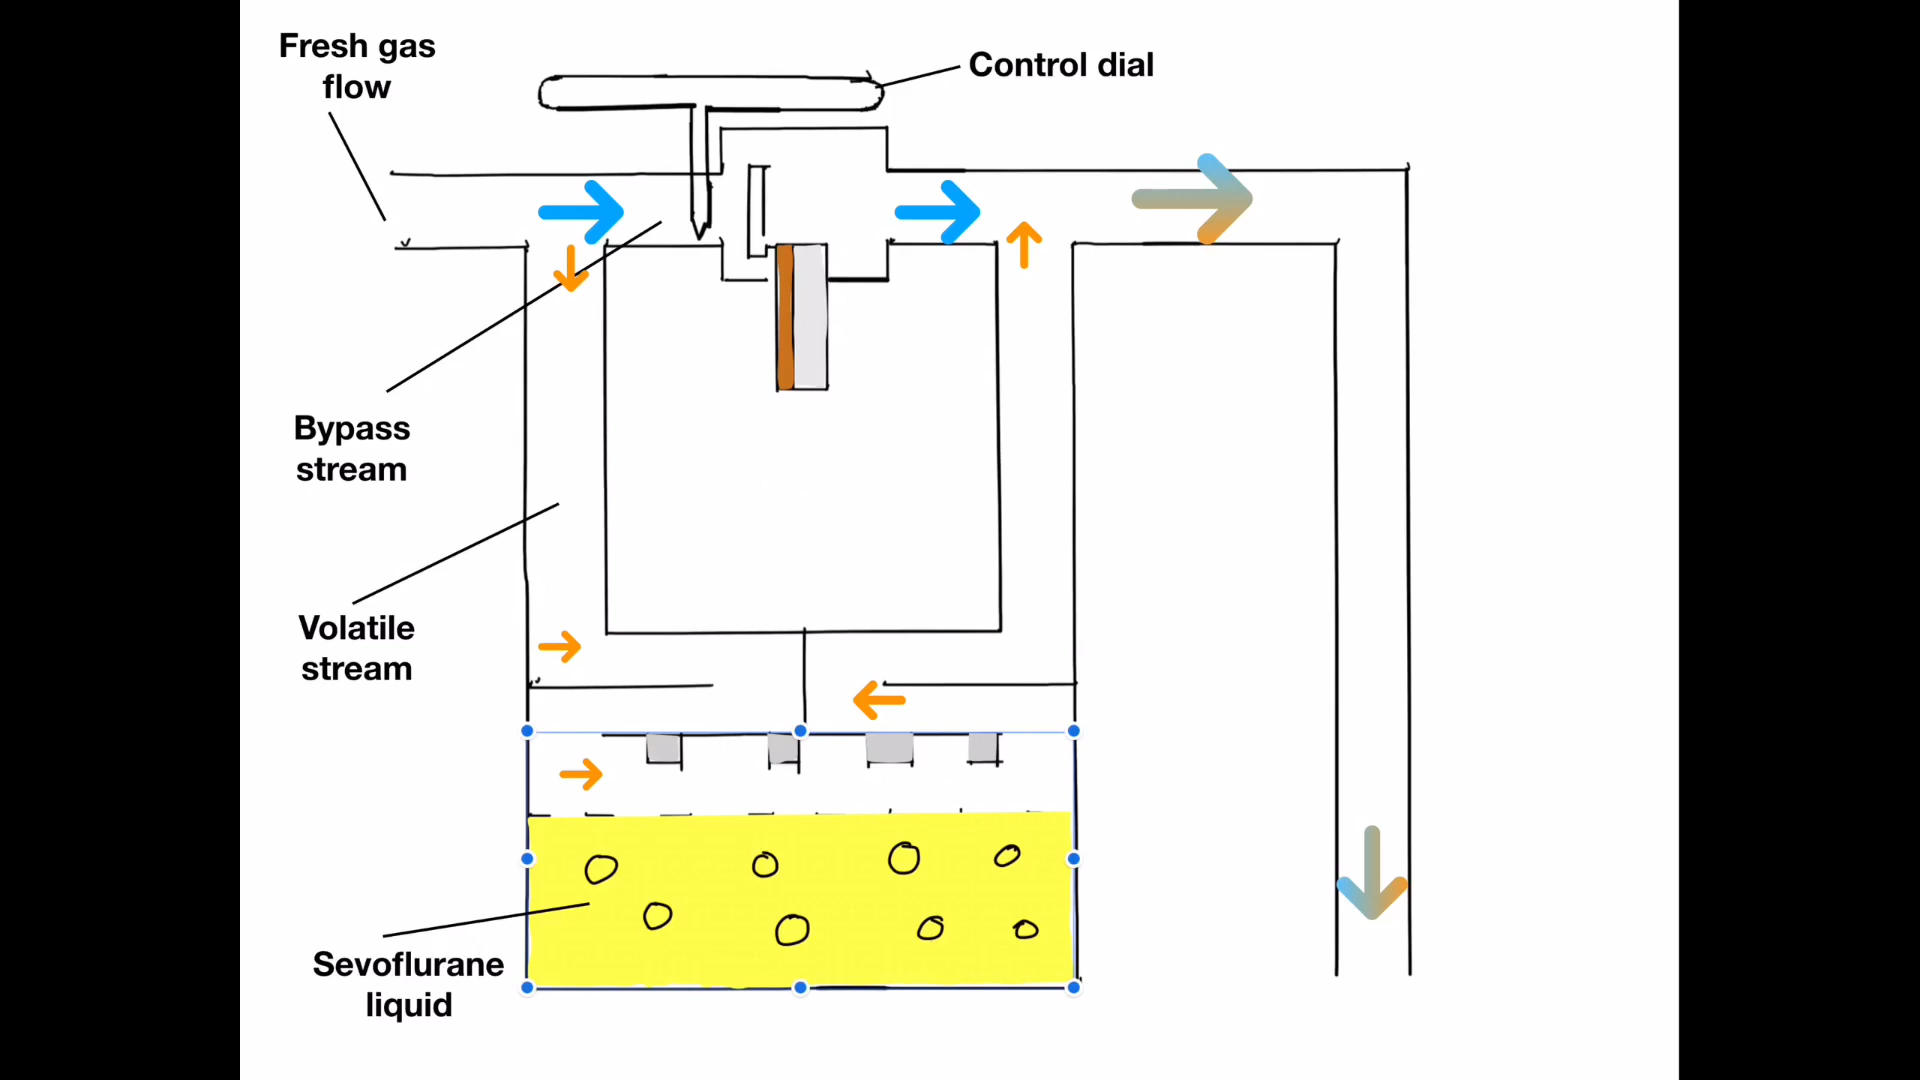 Fresh gas
flow
Control dial
Bypass
stream
Volatile
stream
Sevoflurane
liquid